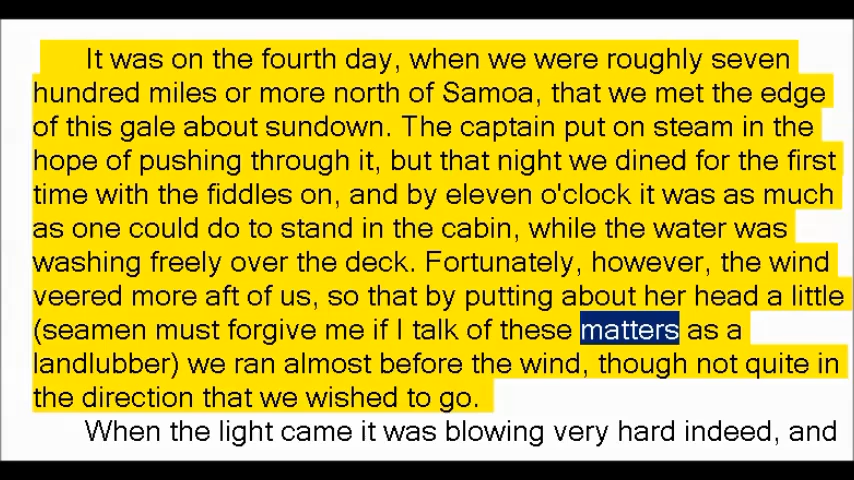 It was on the fourth day, when we were roughly seven
hundred miles or more north of Samoa, that we met the edge
of this gale about sundown. The captain put on steam in the
hope of pushing through it, but that night we dined for the first
time with the fiddles on, and by eleven o'clock it was as much
as one could do to stand in the cabin, while the water was
washing freely over the deck. Fortunately, however, the wind
veered more aft of us, so that by putting about her head a little
(seamen must forgive me if I talk of these matters as a
landlubber) we ran almost before the wind, though not quite in
the direction that we wished to go.
When the light came it was blowing very hard indeed, and